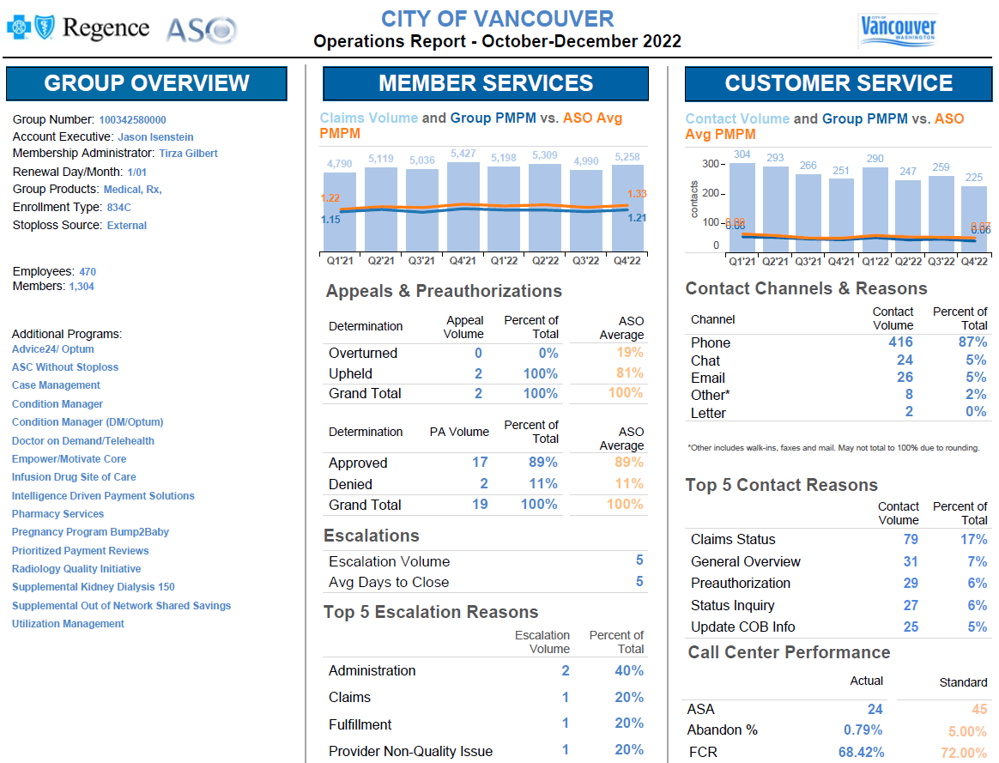 Regence
ASO
CITY OF VANCOUVER
Operations Report - October-December 2022
CITY OF
Vancouver
WASHINGTON
GROUP OVERVIEW
Group Number: 100342580000
Account Executive: Jason Isenstein
Membership Administrator: Tirza Gilbert
Renewal Day/Month: 1/01
Group Products: Medical, Rx,
Enrollment Type: 834C
Stoploss Source: External
Employees: 470
Members: 1,304
Additional Programs:
Advice24/ Optum
ASC Without Stoploss
Case Management
Condition Manager
Condition Manager (DM/Optum)
Doctor on Demand/Telehealth
Empower/Motivate Core
Infusion Drug Site of Care
Intelligence Driven Payment Solutions
Pharmacy Services
Pregnancy Program Bump2Baby
Prioritized Payment Reviews
Radiology Quality Initiative
Supplemental Kidney Dialysis 150
Supplemental Out of Network Shared Savings
Utilization Management
MEMBER SERVICES
Claims Volume and Group PMPM vs. ASO Avg
PMPM
4,790 5,119 5,036 5,427 5,198 5,309 4,990 5,258
1.22 1.33
1.15 1.21
Q1'21 Q2'21 Q3'21 Q4'21 Q1'22 Q2'22 Q3'22 Q4'22
Appeals & Preauthorizations
Determination Appeal Volume Percent of Total ASO Average
Overturned 0 0% 19%
Upheld 2 100% 81%
Grand Total 2 100% 100%
Determination PA Volume Percent of Total ASO Average
Approved 17 89% 89%
Denied 2 11% 11%
Grand Total 19 100% 100%
Escalations
Escalation Volume 5
Avg Days to Close 5
Top 5 Escalation Reasons
Escalation Volume Percent of Total
Administration 2 40%
Claims 1 20%
Fulfillment 1 20%
Provider Non-Quality Issue 1 20%
CUSTOMER SERVICE
Contact Volume and Group PMPM vs. ASO
Avg PMPM
contacts
300
200
100
0
304 293 266 251 290 247 259 225
0.08 0.06
0.07
Q1'21 Q2'21 Q3'21 Q4'21 Q1'22 Q2'22 Q3'22 Q4'22
Contact Channels & Reasons
Channel Contact Volume Percent of Total
Phone 416 87%
Chat 24 5%
Email 26 5%
Other* 8 2%
Letter 2 0%
*Other includes walk-ins, faxes and mail. May not total to 100% due to rounding.
Top 5 Contact Reasons
Contact Volume Percent of Total
Claims Status 79 17%
General Overview 31 7%
Preauthorization 29 6%
Status Inquiry 27 6%
Update COB Info 25 5%
Call Center Performance
Actual Standard
ASA 24 45
Abandon % 0.79% 5.00%
FCR 68.42% 72.00%